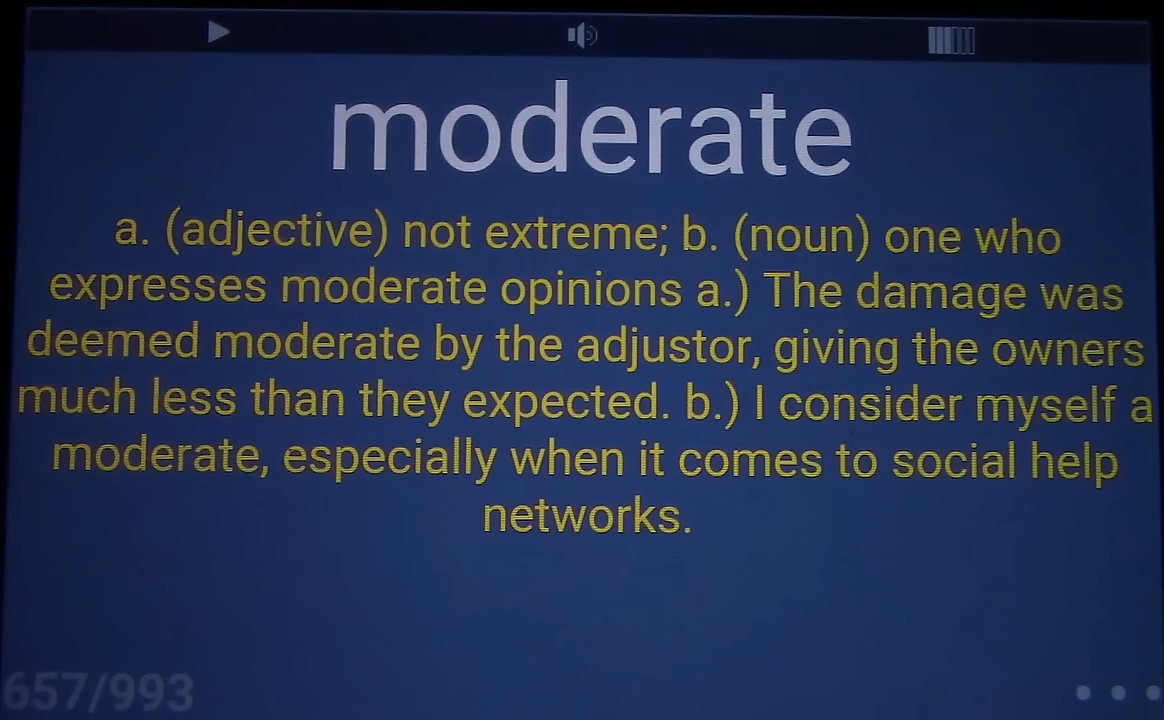 moderate
a. (adjective) not extreme; b. (noun) one who
expresses moderate opinions a.) The damage was
deemed moderate by the adjustor, giving the owners
much less than they expected. b.) I consider myself a
moderate, especially when it comes to social help
networks.
657/993